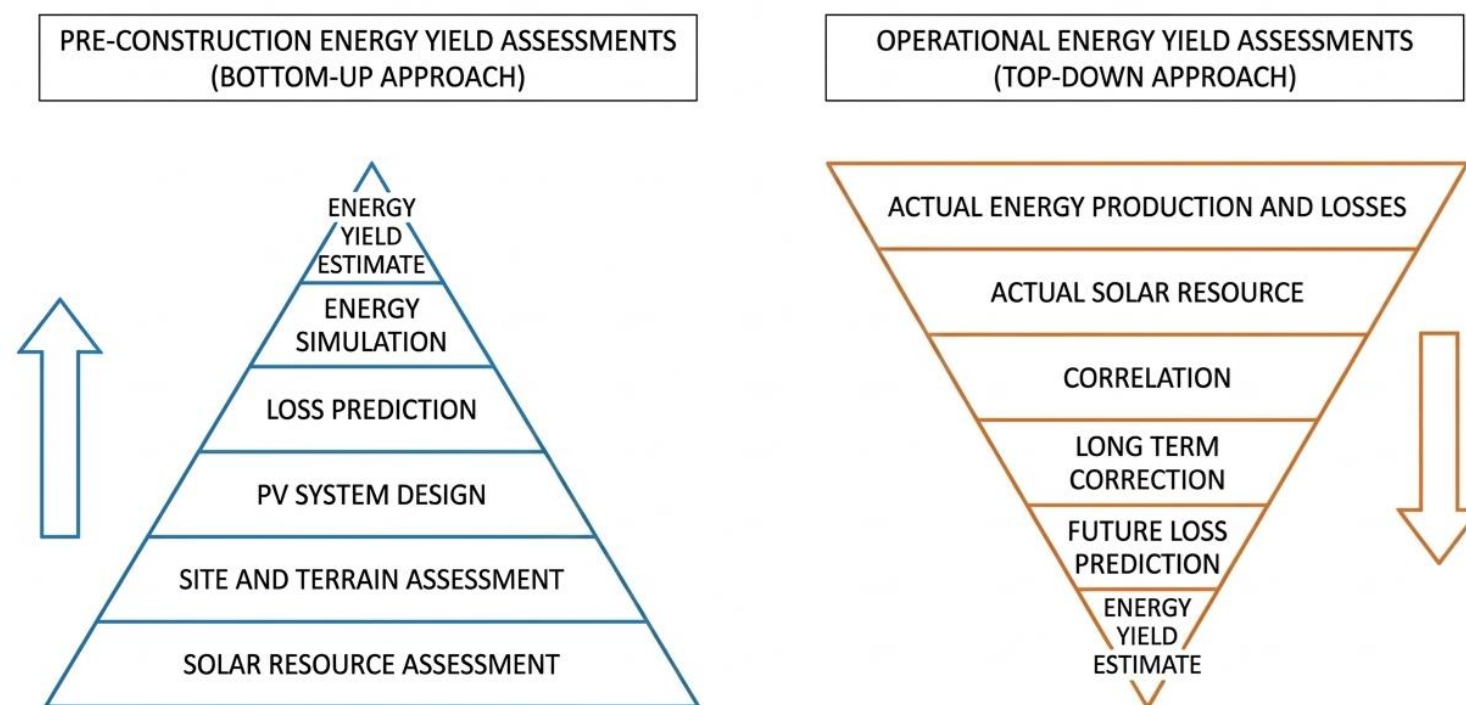 PRE-CONSTRUCTION ENERGY YIELD ASSESSMENTS
(BOTTOM-UP APPROACH)
ENERGY
YIELD
ESTIMATE
ENERGY
SIMULATION
LOSS PREDICTION
PV SYSTEM DESIGN
SITE AND TERRAIN ASSESSMENT
SOLAR RESOURCE ASSESSMENT
OPERATIONAL ENERGY YIELD ASSESSMENTS
(TOP-DOWN APPROACH)
ACTUAL ENERGY PRODUCTION AND LOSSES
ACTUAL SOLAR RESOURCE
CORRELATION
LONG TERM
CORRECTION
FUTURE LOSS
PREDICTION
ENERGY
YIELD
ESTIMATE